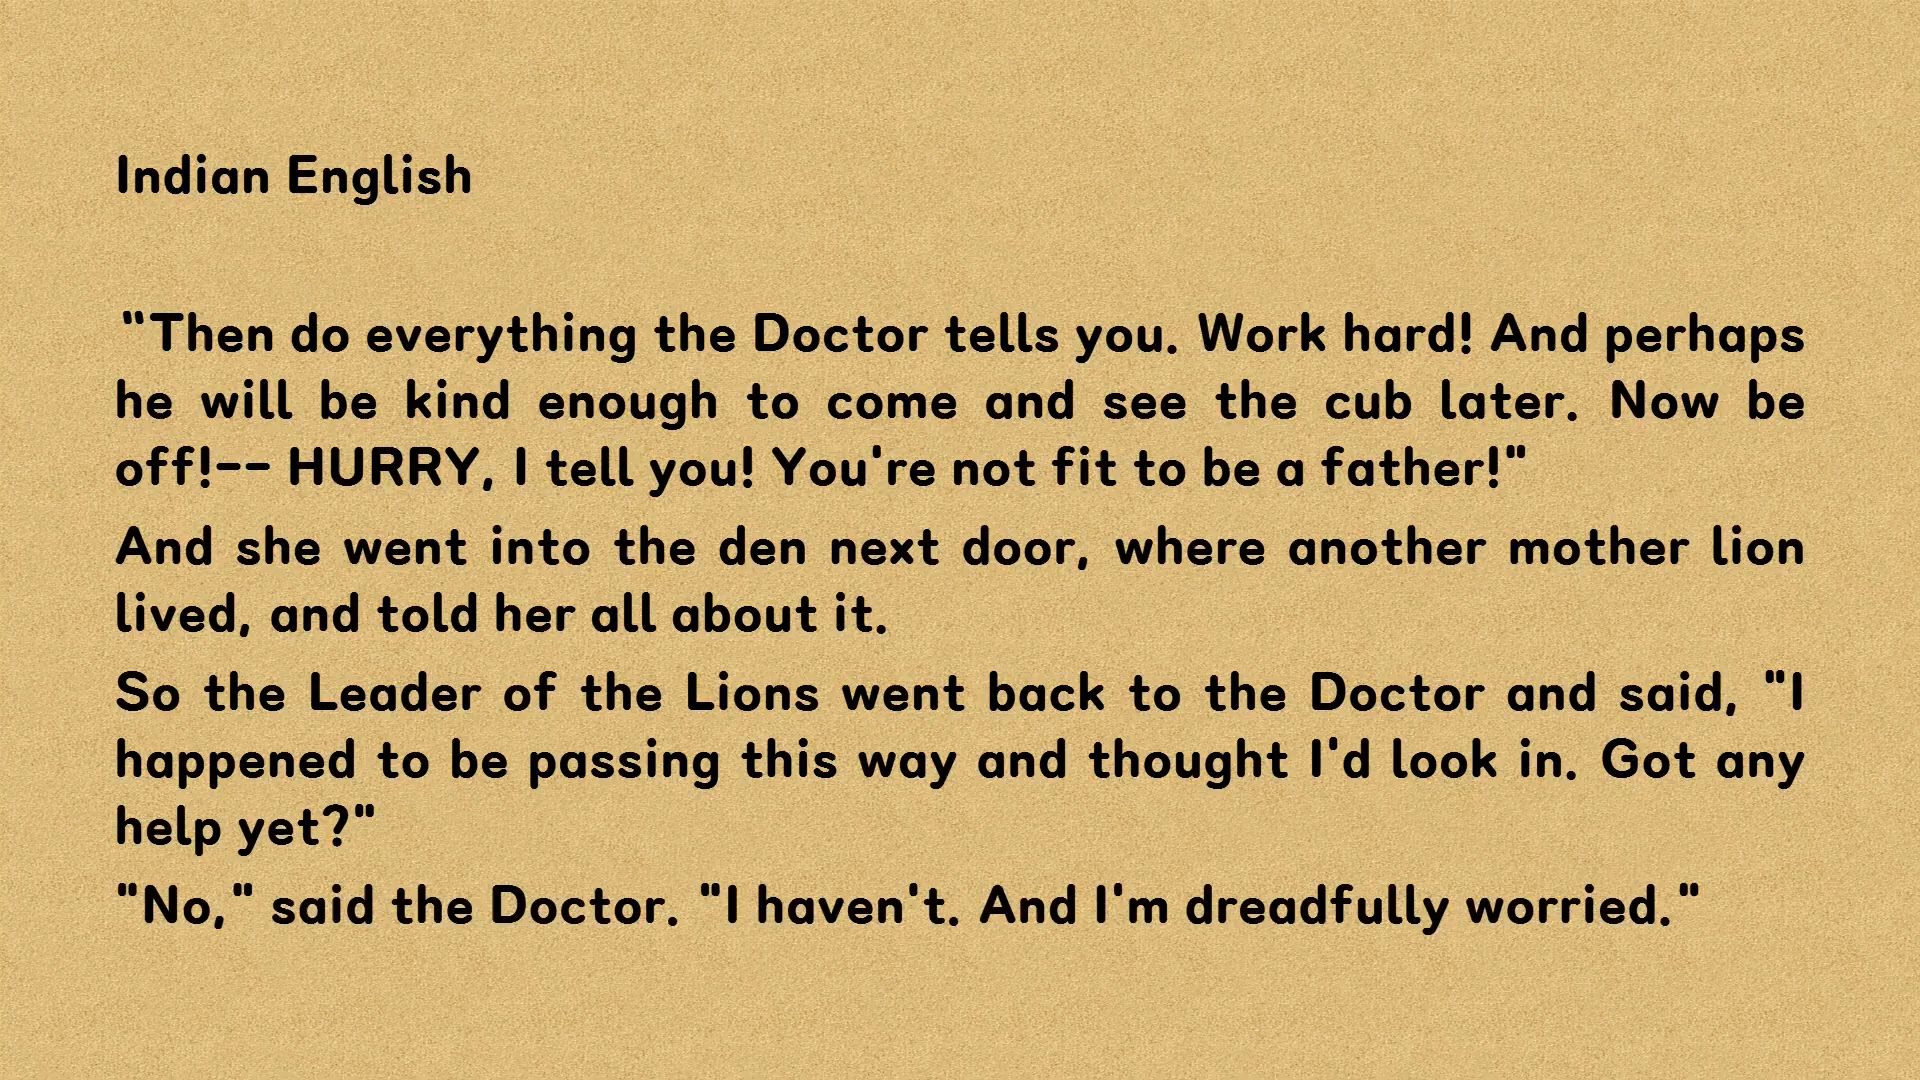 Indian English
"Then do everything the Doctor tells you. Work hard! And perhaps
he will be kind enough to come and see the cub later. Now be
off!-- HURRY, I tell you! You're not fit to be a father!"
And she went into the den next door, where another mother lion
lived, and told her all about it.
So the Leader of the Lions went back to the Doctor and said, "I
happened to be passing this way and thought I'd look in. Got any
help yet?"
"No," said the Doctor. "I haven't. And I'm dreadfully worried."